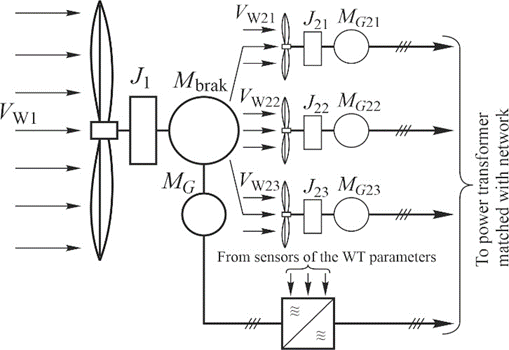 V_W1
J_1
M_brak
M_G
V_W21
J_21
M_G21
V_W22
J_22
M_G22
V_W23
J_23
M_G23
From sensors of the WT parameters
≋
≋
To power transformer
matched with network